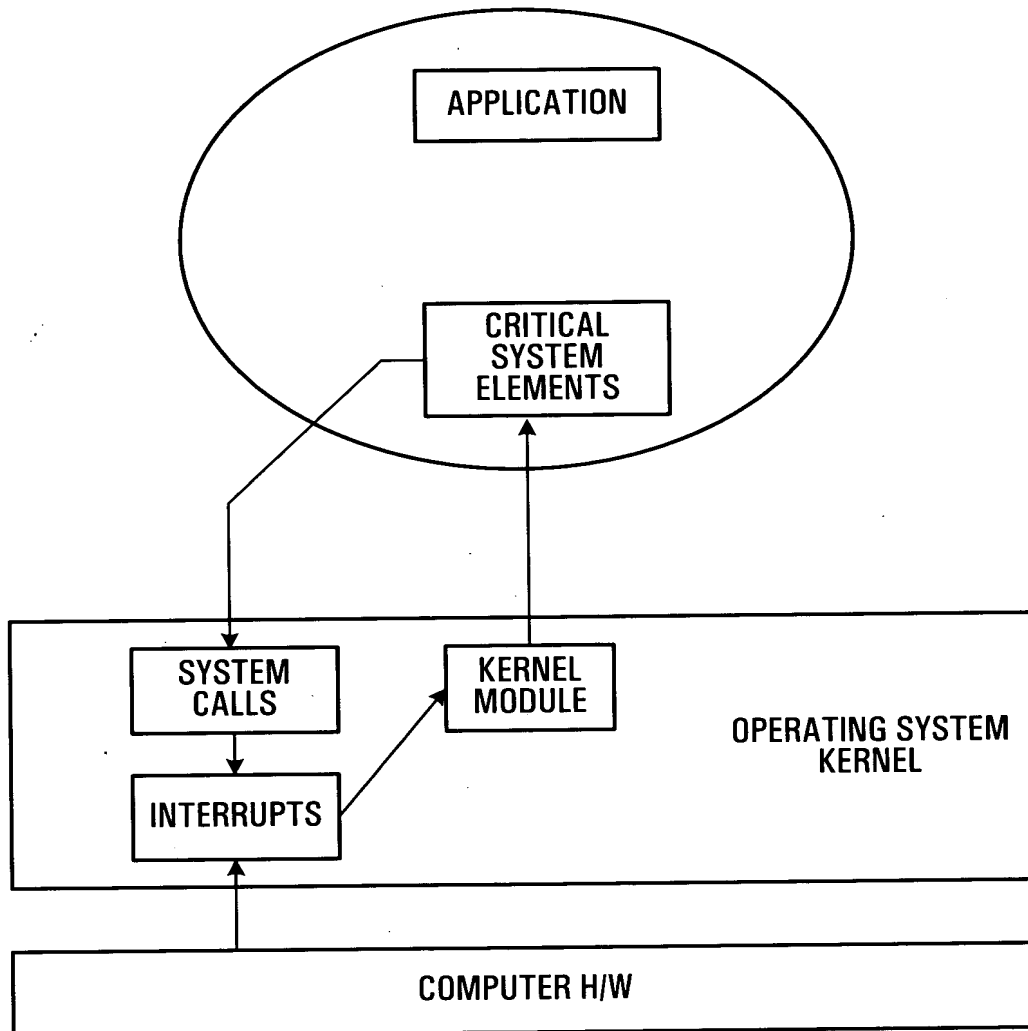 APPLICATION
CRITICAL
SYSTEM
ELEMENTS
SYSTEM
CALLS
KERNEL
MODULE
OPERATING SYSTEM
KERNEL
INTERRUPTS
COMPUTER H/W